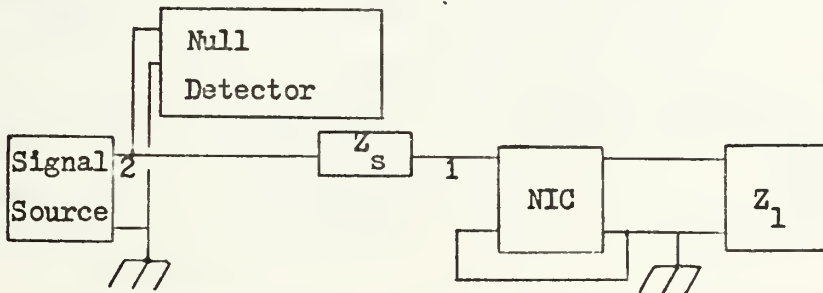 Null
Detector
Signal
Source
2
Z_s
1
NIC
Z_1